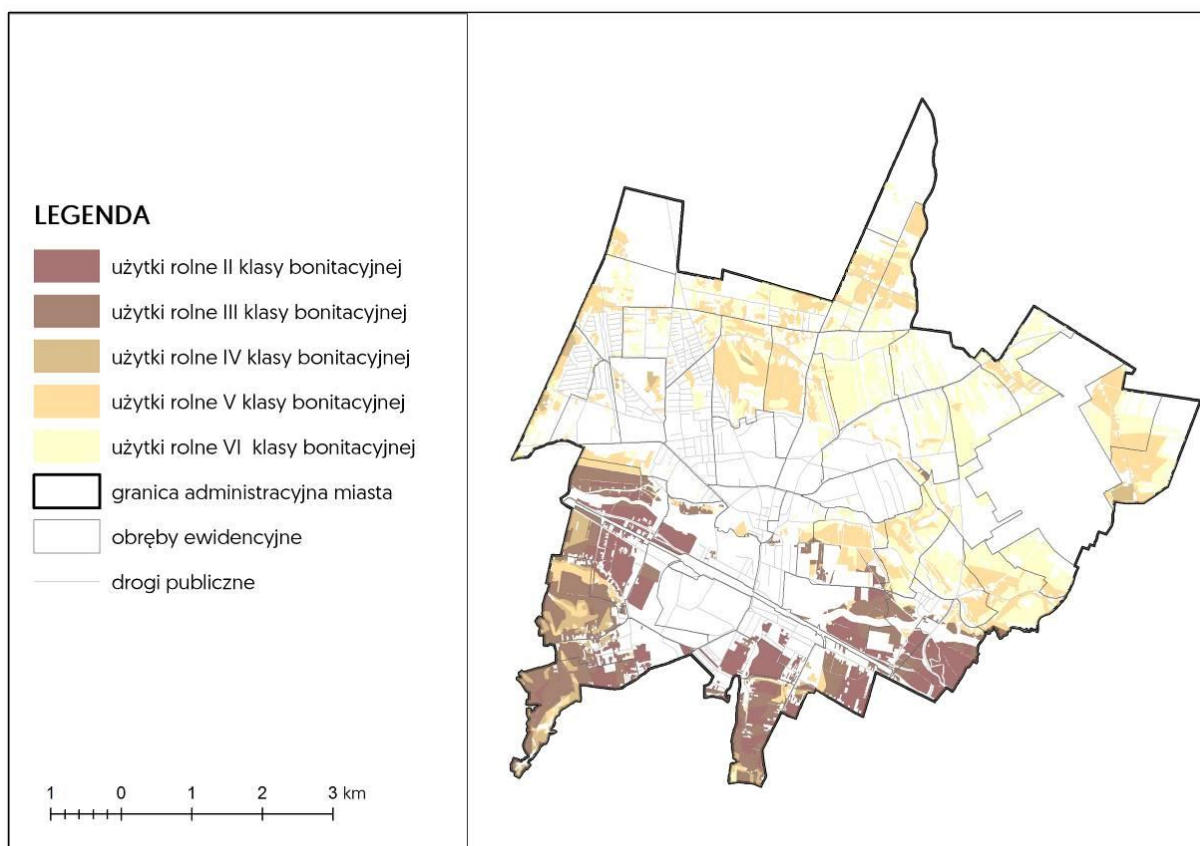 LEGENDA
użytki rolne II klasy bonitacyjnej
użytki rolne III klasy bonitacyjnej
użytki rolne IV klasy bonitacyjnej
użytki rolne V klasy bonitacyjnej
użytki rolne VI klasy bonitacyjnej
granica administracyjna miasta
obręby ewidencyjne
drogi publiczne
1 0 1 2 3 km